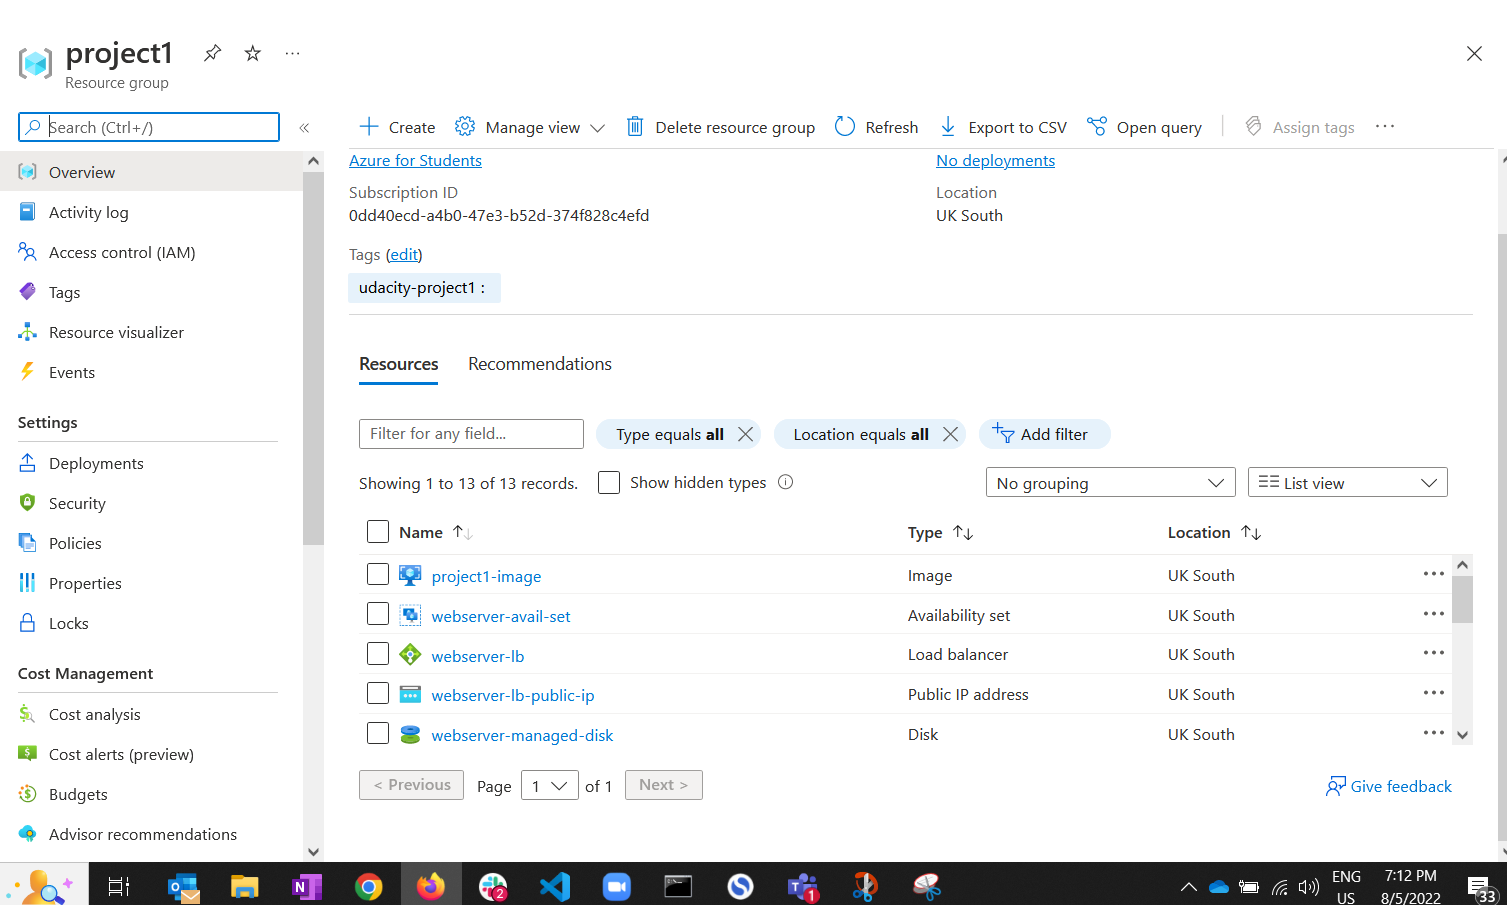 project1
Resource group
Search (Ctrl+/)
«
Create
Manage view
Delete resource group
Refresh
Export to CSV
Open query
Assign tags
Overview
Activity log
Access control (IAM)
Tags
Resource visualizer
Events
Settings
Deployments
Security
Policies
Properties
Locks
Cost Management
Cost analysis
Cost alerts (preview)
Budgets
Advisor recommendations
Azure for Students
No deployments
Subscription ID
Location
0dd40ecd-a4b0-47e3-b52d-374f828c4efd
UK South
Tags (edit)
udacity-project1 :
Resources Recommendations
Filter for any field...
Type equals all
Location equals all
Add filter
Showing 1 to 13 of 13 records.
Show hidden types
No grouping
List view
Name Type Location
project1-image Image UK South
webserver-avail-set Availability set UK South
webserver-lb Load balancer UK South
webserver-lb-public-ip Public IP address UK South
webserver-managed-disk Disk UK South
< Previous Page 1 of 1 Next >
Give feedback
2
1
ENG
US
7:12 PM
8/5/2022
33